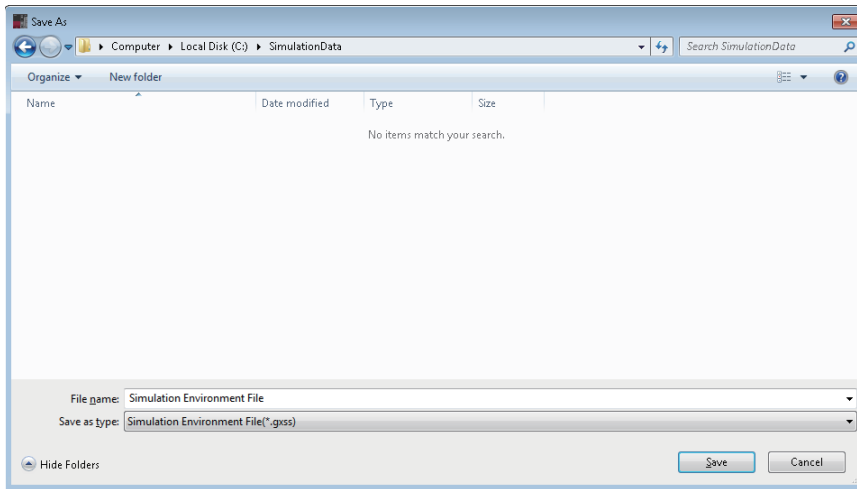 Save As
Computer Local Disk (C:) SimulationData Search SimulationData
Organize New folder
Name Date modified Type Size
No items match your search.
File name: Simulation Environment File
Save as type: Simulation Environment File(*.gxss)
Hide Folders Save Cancel